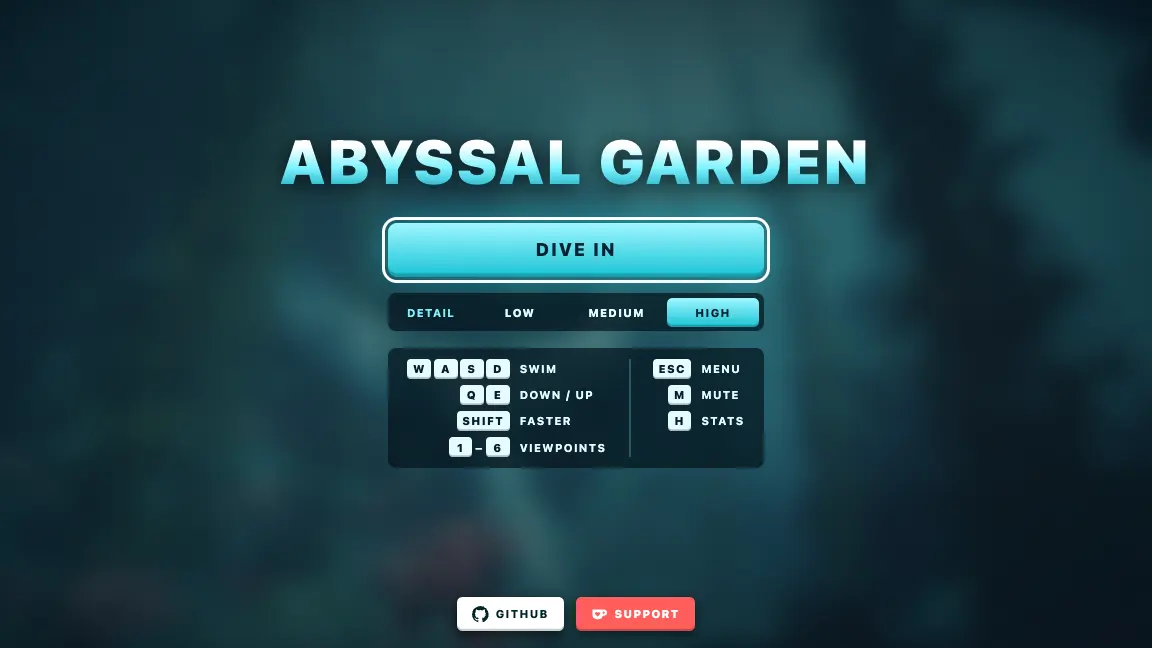 ABYSSAL GARDEN
DIVE IN
DETAIL LOW MEDIUM HIGH
W A S D SWIM
Q E DOWN / UP
SHIFT FASTER
1 – 6 VIEWPOINTS
ESC MENU
M MUTE
H STATS
GITHUB SUPPORT